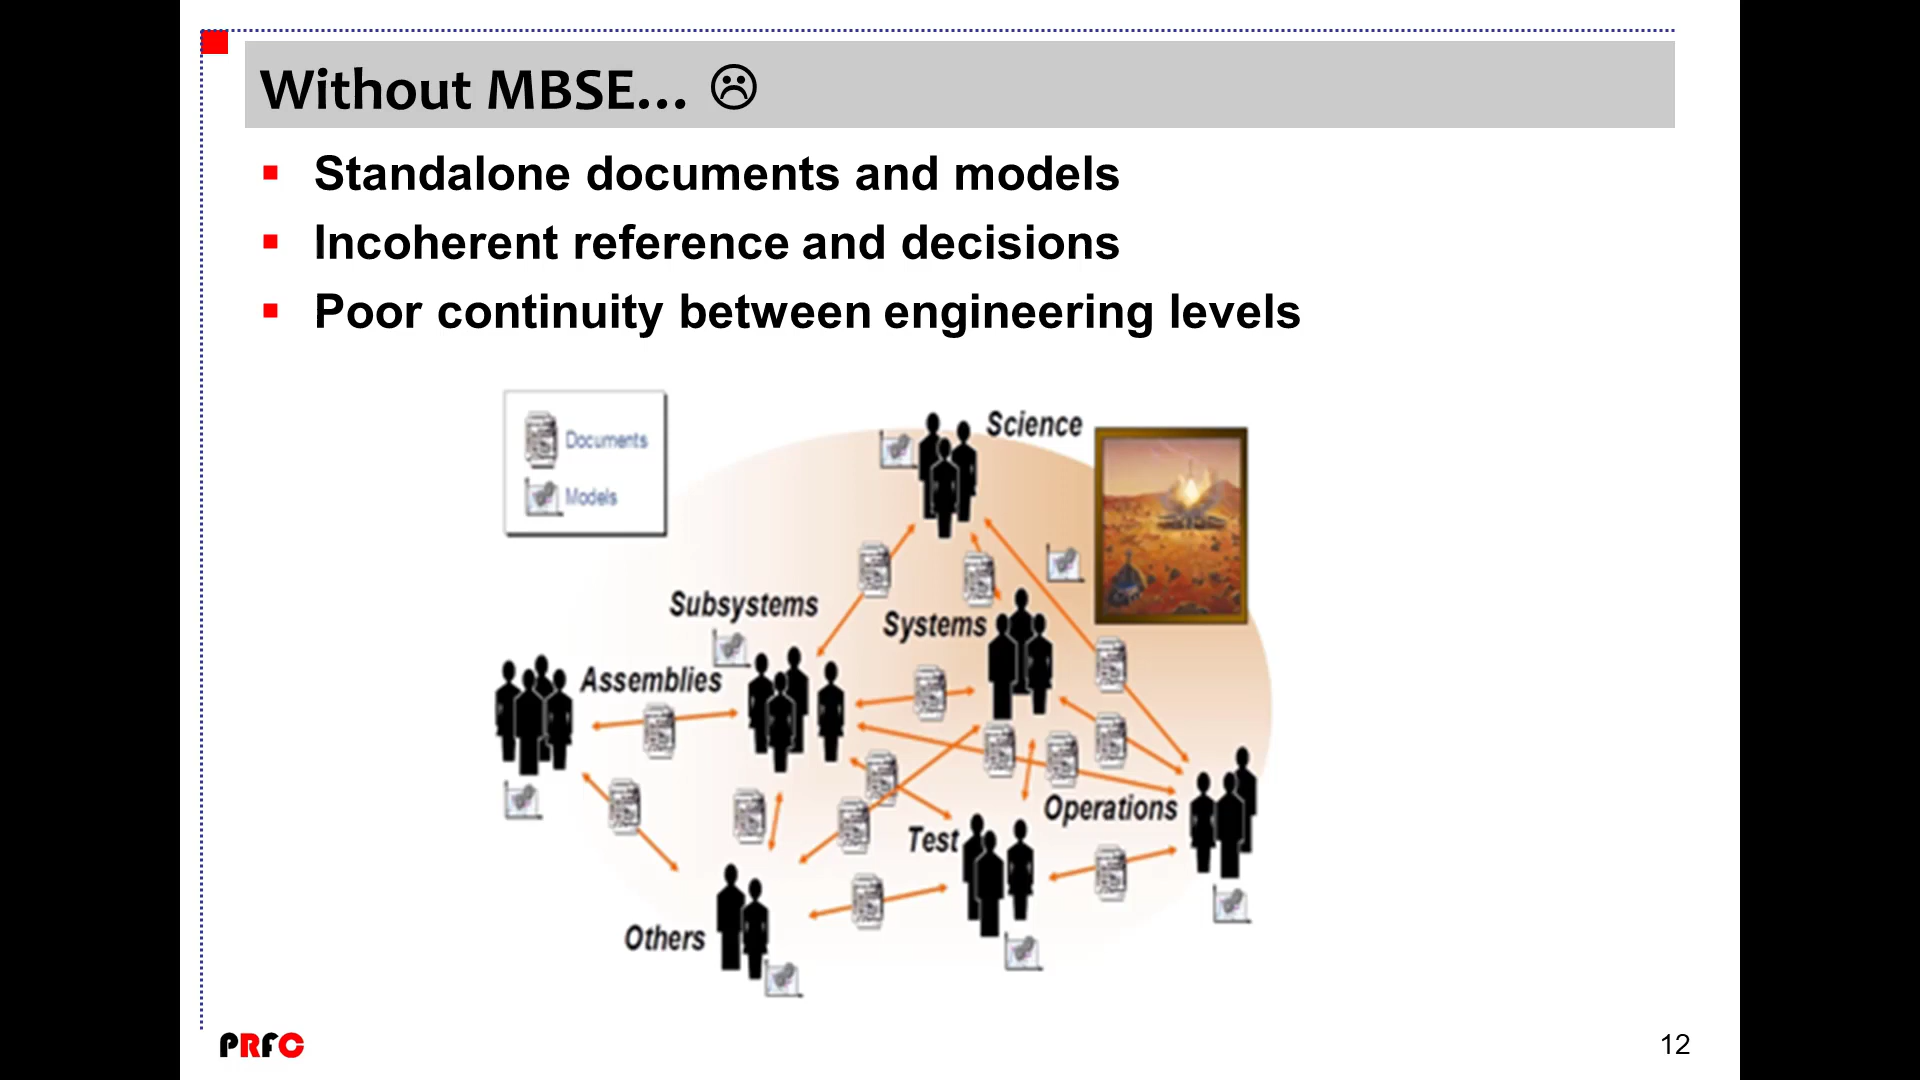 Without MBSE... ☹
Standalone documents and models
Incoherent reference and decisions
Poor continuity between engineering levels
Documents
Models
Science
Subsystems
Systems
Assemblies
Operations
Test
Others
PRFC
12